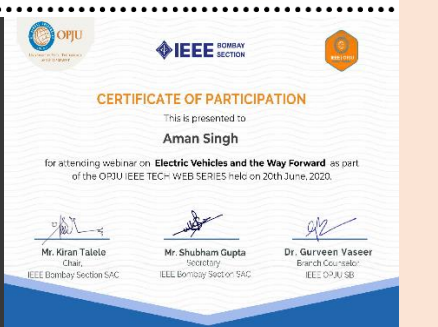 OPJU
IEEE BOMBAY SECTION
IEEE OPJU
CERTIFICATE OF PARTICIPATION
This is presented to
Aman Singh
for attending webinar on Electric Vehicles and the Way Forward as part
of the OPJU IEEE TECH WEB SERIES held on 20th June, 2020.
Mr. Kiran Talele
Chair,
IEEE Bombay Section SAC
Mr. Shubham Gupta
Secretary
IEEE Bombay Section SAC
Dr. Gurveen Vaseer
Branch Counselor
IEEE OPJU SB